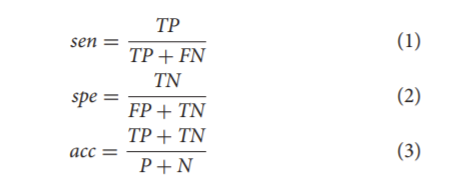 sen = TP / TP + FN (1)
spe = TN / FP + TN (2)
acc = TP + TN / P + N (3)